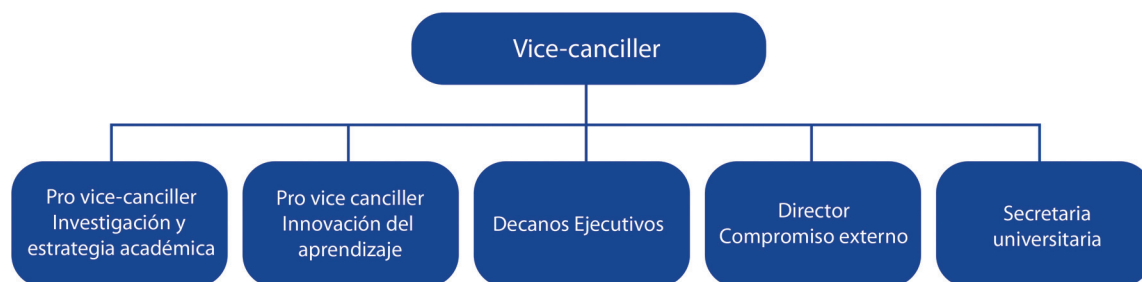 Vice-canciller
Pro vice-canciller
Investigación y
estrategia académica
Pro vice canciller
Innovación del
aprendizaje
Decanos Ejecutivos
Director
Compromiso externo
Secretaria
universitaria